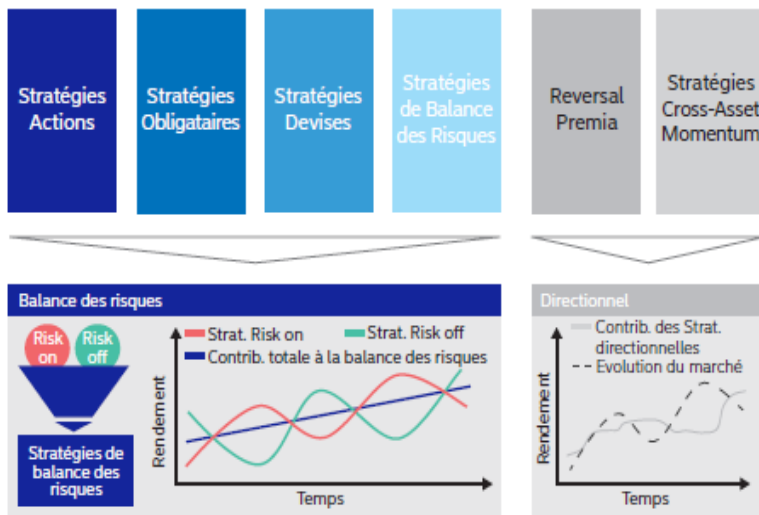 Stratégies
Actions
Stratégies
Obligataires
Stratégies
Devises
Stratégies
de Balance
des Risques
Reversal
Premia
Stratégies
Cross-Asset
Momentum
Balance des risques
Risk
on
Risk
off
Stratégies de
balance des
risques
Strat. Risk on
Strat. Risk off
Contrib. totale à la balance des risques
Rendement
Temps
Directionnel
Contrib. des Strat.
directionnelles
Evolution du marché
Rendement
Temps